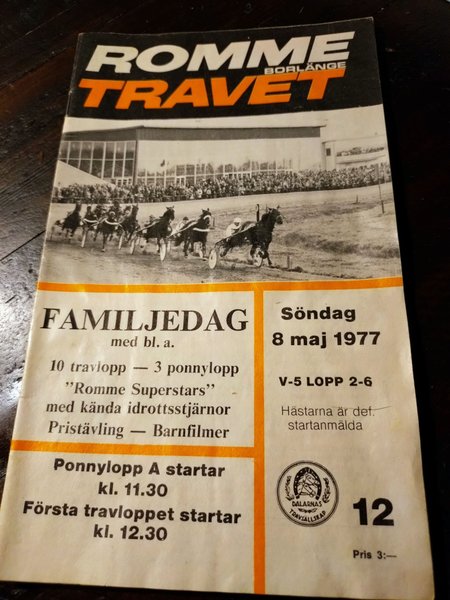 ROMME
BORLÄNGE
TRAVET
FAMILJEDAG
med bl. a.
10 travlopp — 3 ponnylopp
"Romme Superstars"
med kända idrottsstjärnor
Pristävling — Barnfilmer
Ponnylopp A startar
kl. 11.30
Första travloppet startar
kl. 12.30
Söndag
8 maj 1977
V-5 LOPP 2-6
Hästarna är def.
startanmälda
DALARNAS
TRAVSÄLLSKAP
12
Pris 3:—